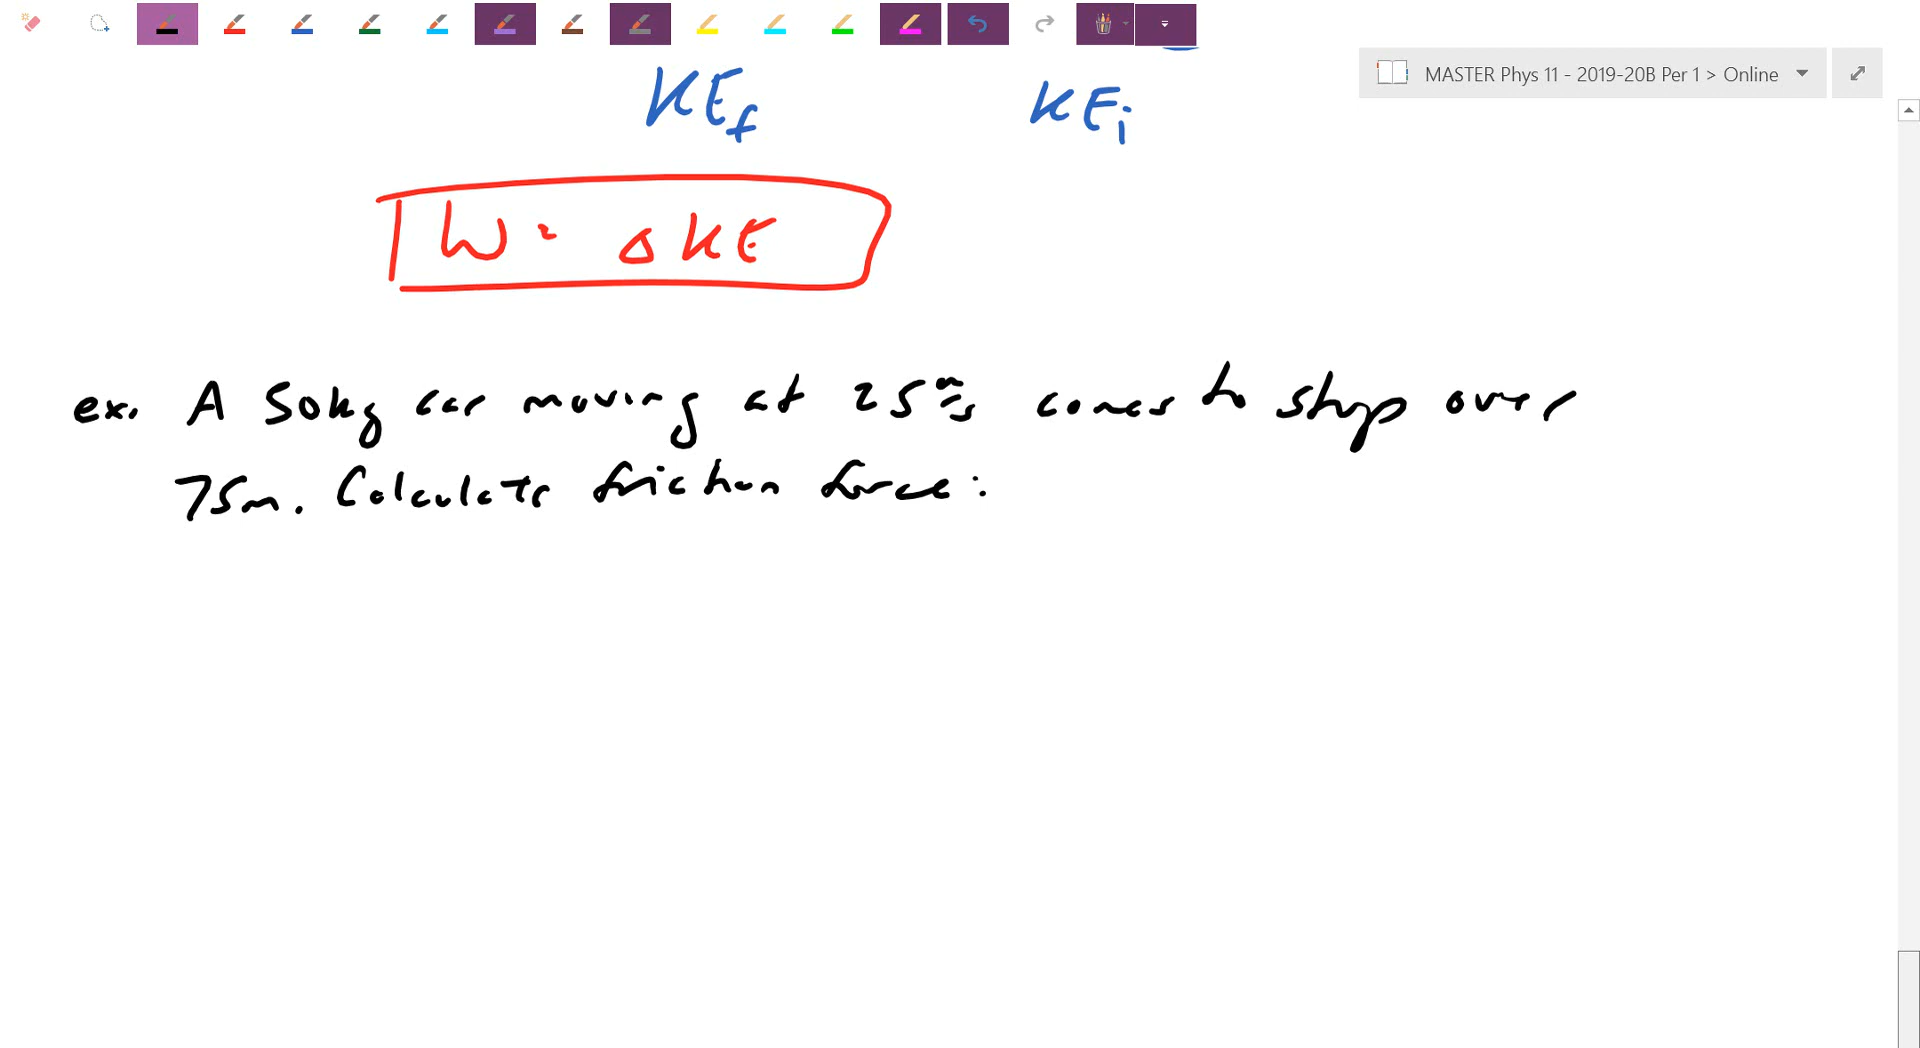 MASTER Phys 11 - 2019-20B Per 1 > Online
KEf KEi
W = ΔKE
ex. A 50kg car moving at 25 m/s comes to stop over
75m. Calculate friction force: